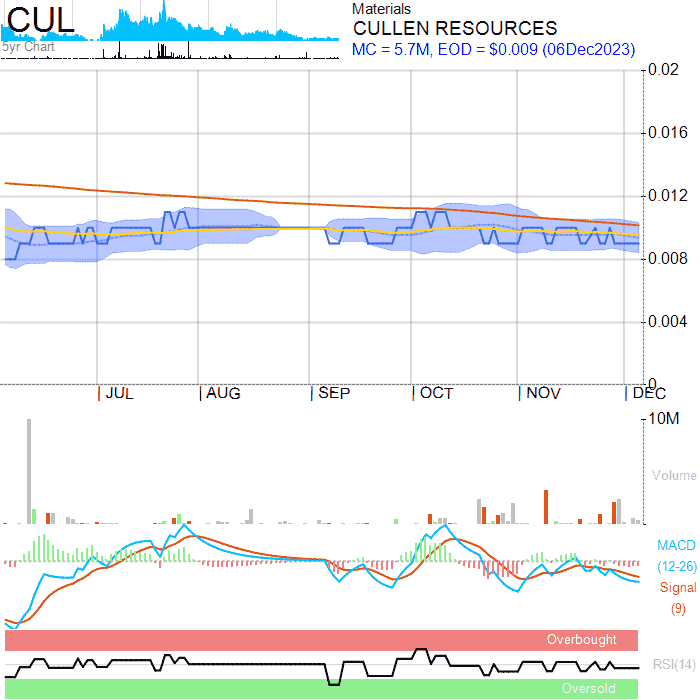 CUL
5yr Chart
Materials
CULLEN RESOURCES
MC = 5.7M, EOD = $0.009 (06Dec2023)
0.02
0.016
0.012
0.008
0.004
0
JUL AUG SEP OCT NOV DEC
10M
Volume
MACD
(12-26)
Signal
(9)
Overbought
RSI(14)
Oversold